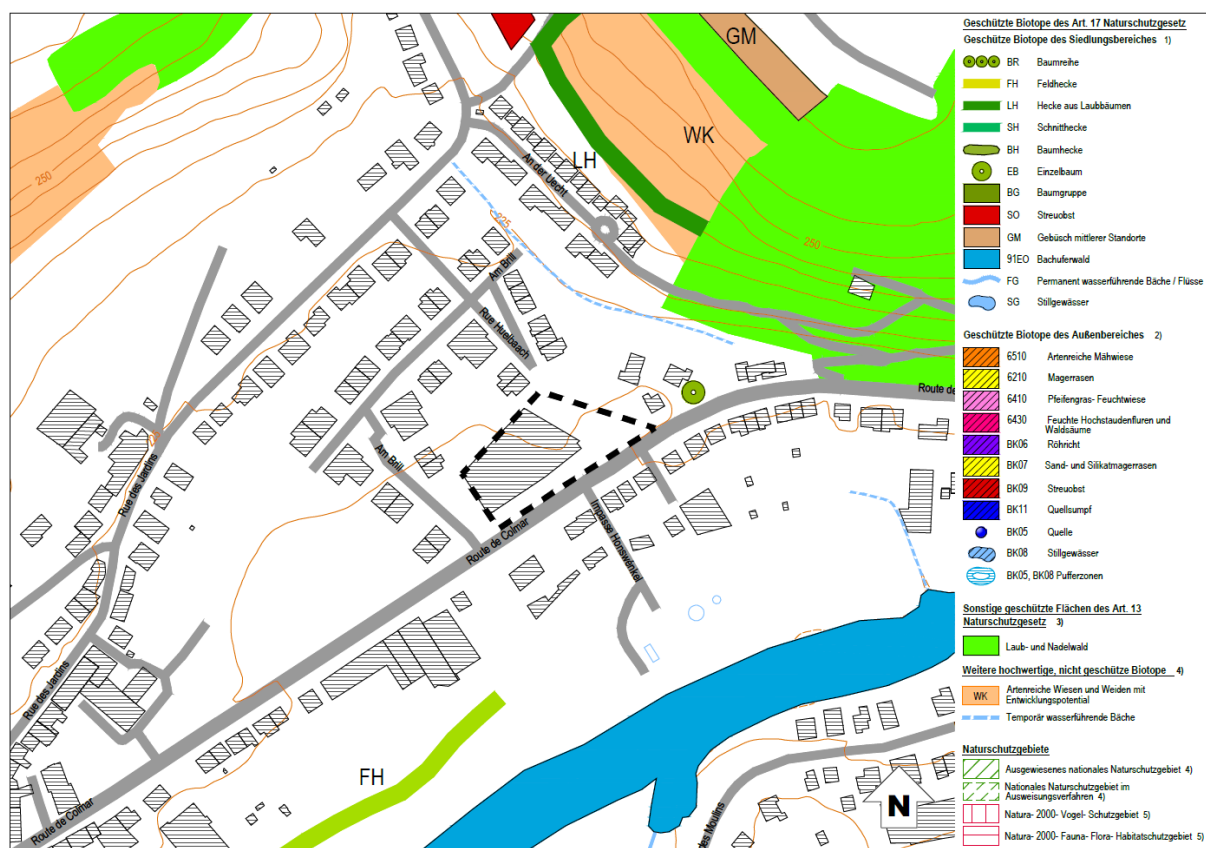 GM
WK
LH
An der Uecht
250
225
250
Am Brill
Rue Huelbaach
Route de
220
Rue des Jardins
Am Brill
Route de Colmar
Impasse Honswénkel
Rue des Jardins
FH
Route de Colmar
des Moulins
N
Geschützte Biotope des Art. 17 Naturschutzgesetz
Geschütze Biotope des Siedlungsbereiches 1)
BR Baumreihe
FH Feldhecke
LH Hecke aus Laubbäumen
SH Schnitthecke
BH Baumhecke
EB Einzelbaum
BG Baumgruppe
SO Streuobst
GM Gebüsch mittlerer Standorte
91EO Bachuferwald
FG Permanent wasserführende Bäche / Flüsse
SG Stillgewässer
Geschützte Biotope des Außenbereiches 2)
6510 Artenreiche Mähwiese
6210 Magerrasen
6410 Pfeifengras- Feuchtwiese
6430 Feuchte Hochstaudenfluren und
Waldsäume
BK06 Röhricht
BK07 Sand- und Silikatmagerrasen
BK09 Streuobst
BK11 Quellsumpf
BK05 Quelle
BK08 Stillgewässer
BK05, BK08 Pufferzonen
Sonstige geschützte Flächen des Art. 13
Naturschutzgesetz 3)
Laub- und Nadelwald
Weitere hochwertige, nicht geschütze Biotope 4)
WK Artenreiche Wiesen und Weiden mit
Entwicklungspotential
Temporär wasserführende Bäche
Naturschutzgebiete
Ausgewiesenes nationales Naturschutzgebiet 4)
Nationales Naturschutzgebiet im
Ausweisungsverfahren 4)
Natura- 2000- Vogel- Schutzgebiet 5)
Natura- 2000- Fauna- Flora- Habitatschutzgebiet 5)